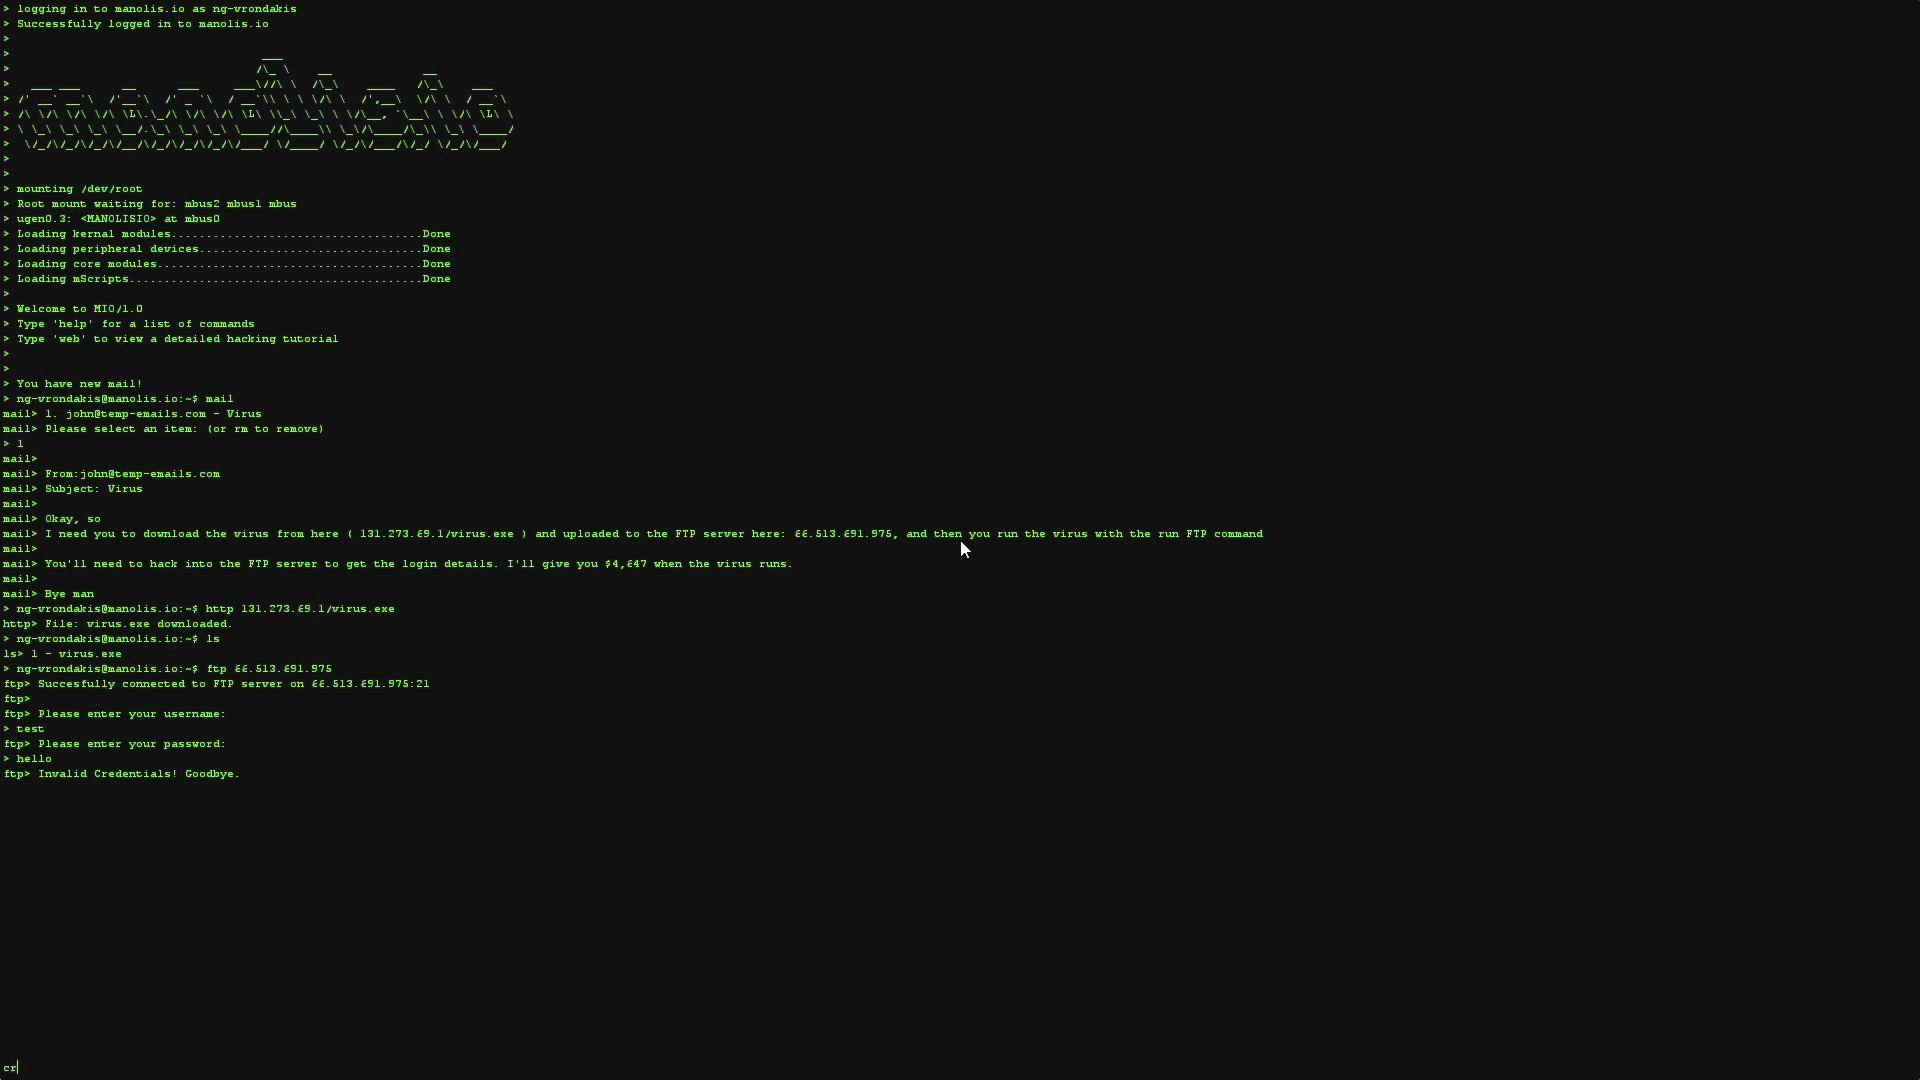 > logging in to manolis.io as ng-vrondakis
> Successfully logged in to manolis.io
>
>
>
>
>
>
>
>
>
>
> mounting /dev/root
> Root mount waiting for: mbus2 mbus1 mbus
> ugen0.3: <MANOLISIO> at mbus0
> Loading kernel modules....................................Done
> Loading peripheral devices................................Done
> Loading core modules......................................Done
> Loading mScripts..........................................Done
>
> Welcome to MIO/1.0
> Type 'help' for a list of commands
> Type 'web' to view a detailed hacking tutorial
>
>
> You have new mail!
> ng-vrondakis@manolis.io:~$ mail
mail> 1. john@temp-emails.com - Virus
mail> Please select an item: (or rm to remove)
> 1
mail>
mail> From:john@temp-emails.com
mail> Subject: Virus
mail>
mail> Okay, so
mail> I need you to download the virus from here ( 131.273.69.1/virus.exe ) and uploaded to the FTP server here: 66.513.691.975, and then you run the virus with the run FTP command
mail>
mail> You'll need to hack into the FTP server to get the login details. I'll give you $4,647 when the virus runs.
mail>
mail> Bye man
> ng-vrondakis@manolis.io:~$ http 131.273.69.1/virus.exe
http> File: virus.exe downloaded.
> ng-vrondakis@manolis.io:~$ ls
ls> 1 - virus.exe
> ng-vrondakis@manolis.io:~$ ftp 66.513.691.975
ftp> Succesfully connected to FTP server on 66.513.691.975:21
ftp>
ftp> Please enter your username:
> test
ftp> Please enter your password:
> hello
ftp> Invalid Credentials! Goodbye.
cr